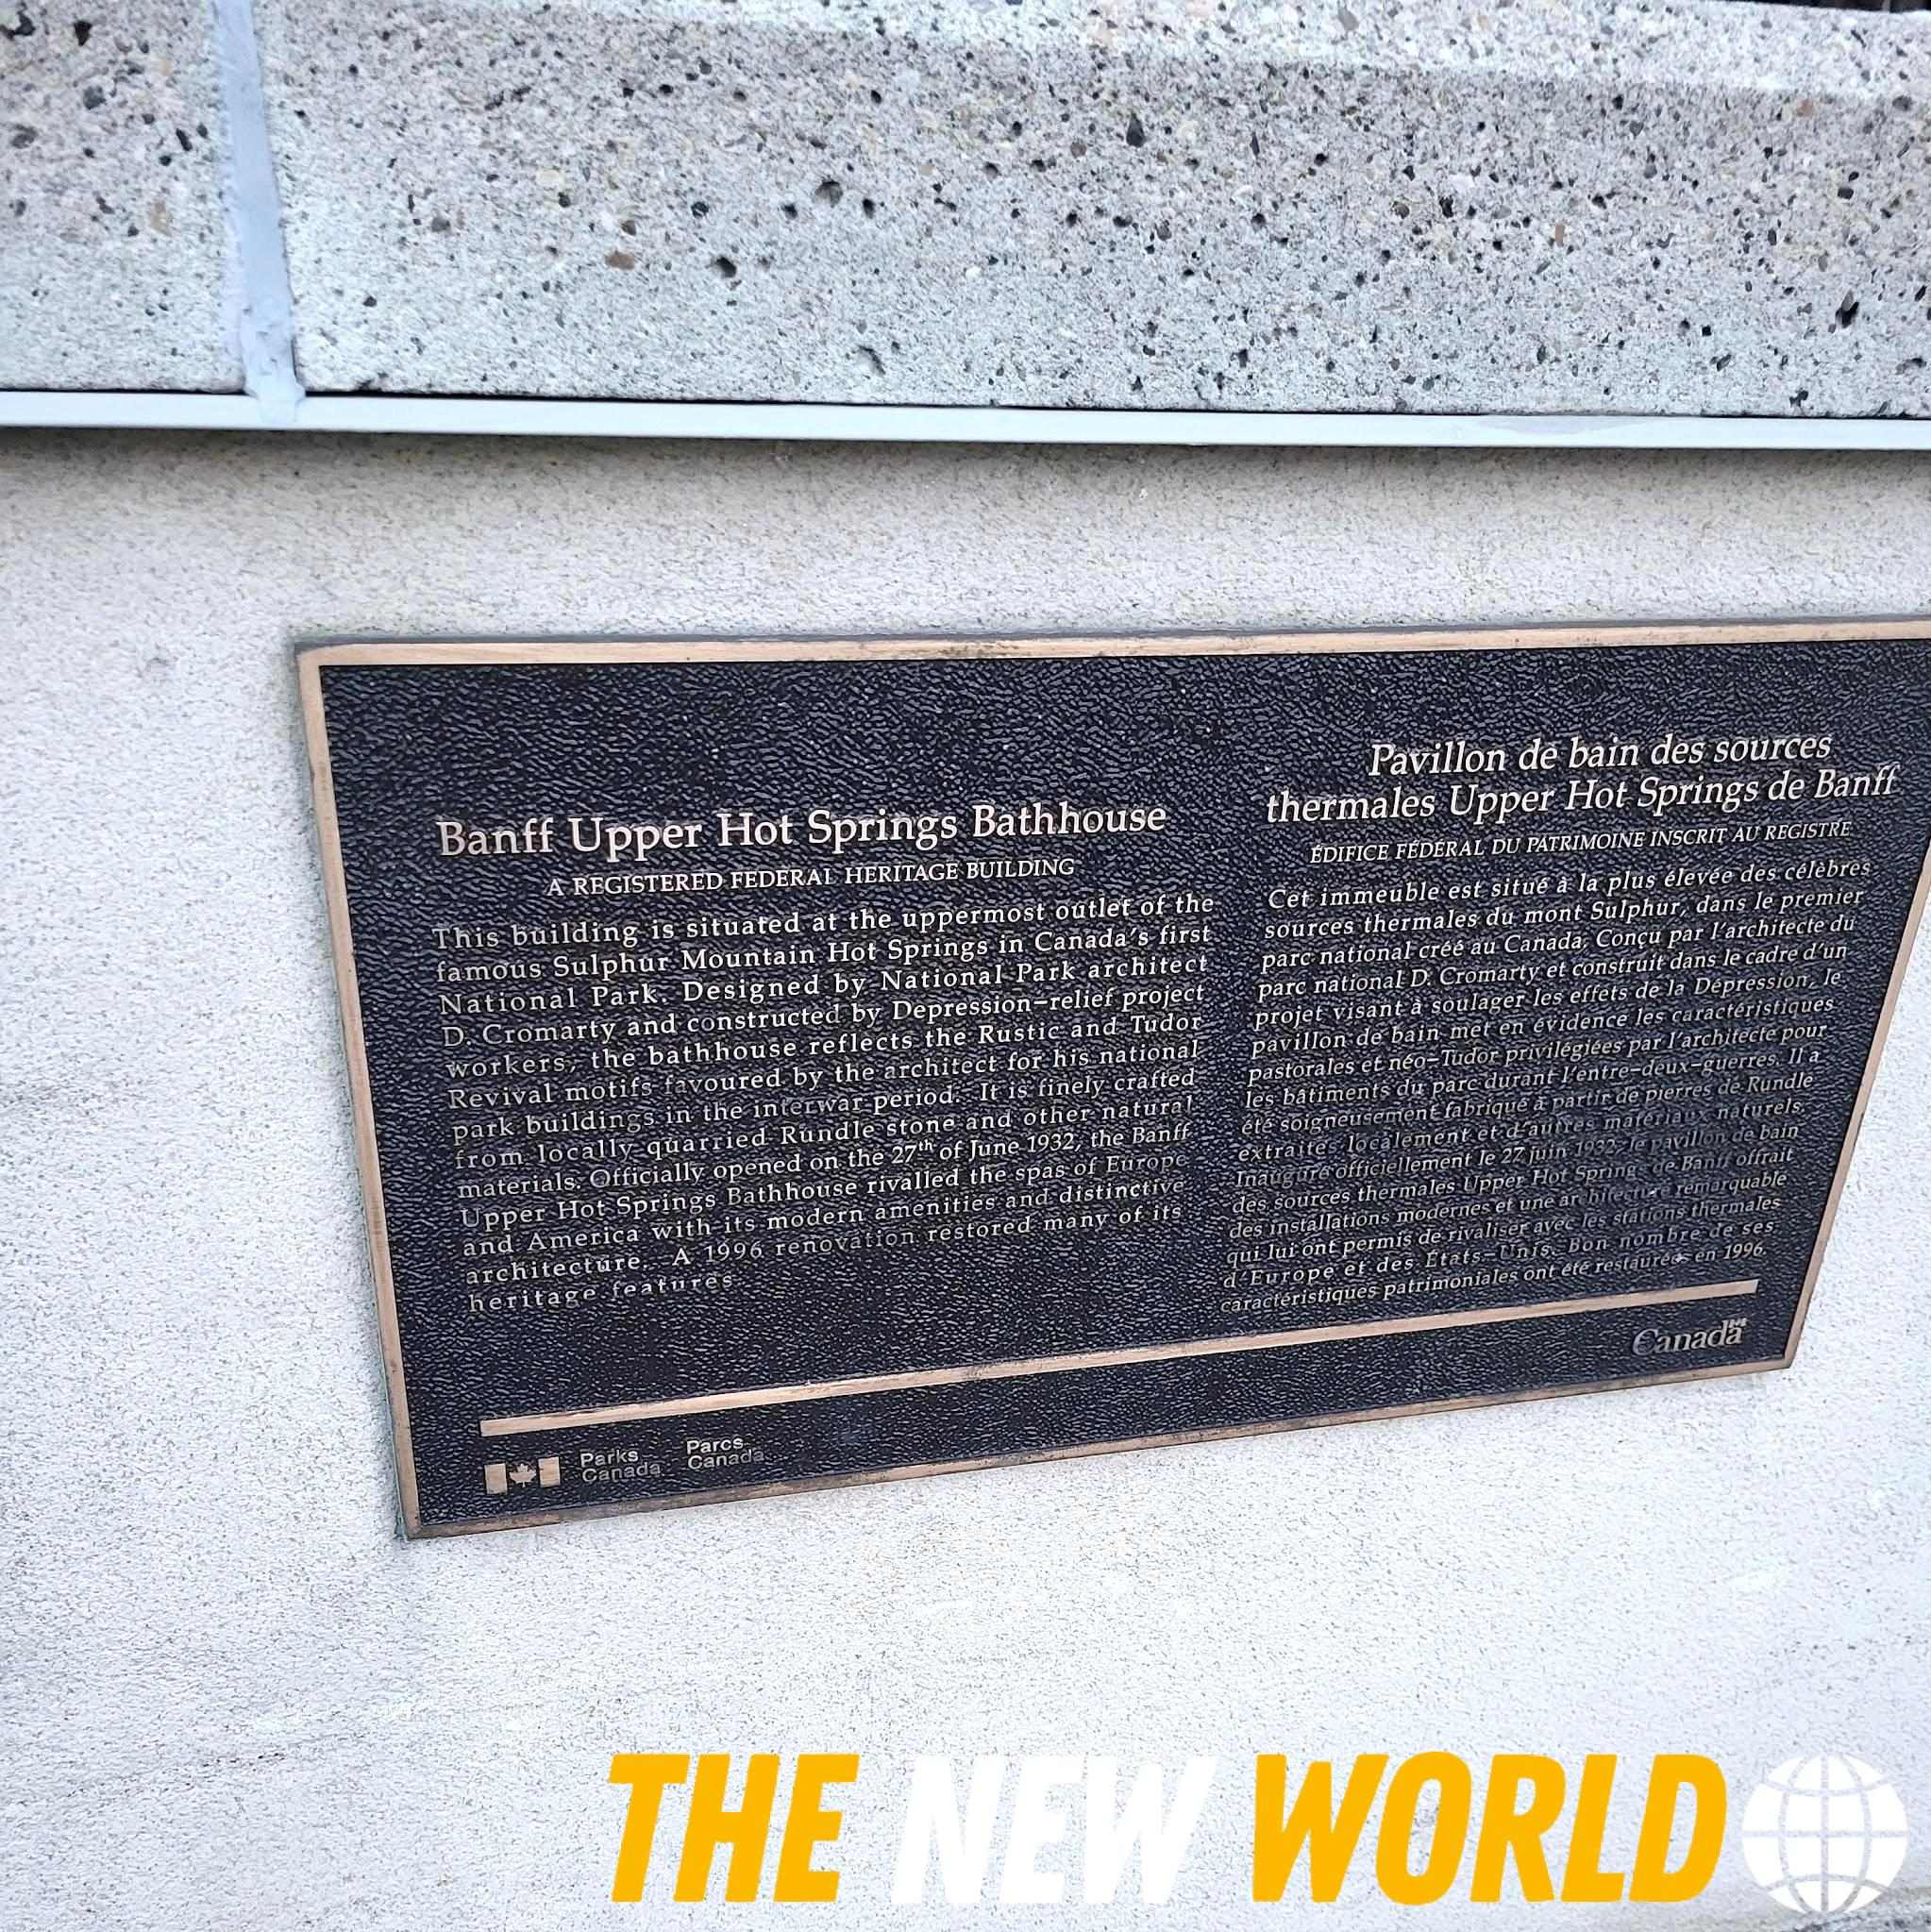 Banff Upper Hot Springs Bathhouse
A REGISTERED FEDERAL HERITAGE BUILDING
This building is situated at the uppermost outlet of the
famous Sulphur Mountain Hot Springs in Canada's first
National Park. Designed by National Park architect
D. Cromarty and constructed by Depression-relief project
workers, the bathhouse reflects the Rustic and Tudor
Revival motifs favoured by the architect for his national
park buildings in the interwar period. It is finely crafted
from locally quarried Rundle stone and other natural
materials. Officially opened on the 27th of June 1932, the Banff
Upper Hot Springs Bathhouse rivalled the spas of Europe
and America with its modern amenities and distinctive
architecture. A 1996 renovation restored many of its
heritage features
Pavillon de bain des sources
thermales Upper Hot Springs de Banff
ÉDIFICE FÉDÉRAL DU PATRIMOINE INSCRIT AU REGISTRE
Cet immeuble est situé à la plus élevée des célèbres
sources thermales du mont Sulphur, dans le premier
parc national créé au Canada. Conçu par l'architecte du
parc national D. Cromarty et construit dans le cadre d'un
projet visant à soulager les effets de la Dépression, le
pavillon de bain met en évidence les caractéristiques
pastorales et néo-Tudor privilégiées par l'architecte pour
les bâtiments du parc durant l'entre-deux-guerres. Il a
été soigneusement fabriqué à partir de pierres de Rundle
extraites localement et d'autres matériaux naturels.
Inauguré officiellement le 27 juin 1932, le pavillon de bain
des sources thermales Upper Hot Springs de Banff offrait
des installations modernes et une architecture remarquable
qui lui ont permis de rivaliser avec les stations thermales
d'Europe et des États-Unis. Bon nombre de ses
caractéristiques patrimoniales ont été restaurées en 1996.
Canada
Parks Canada
Parcs Canada
THE NEW WORLD